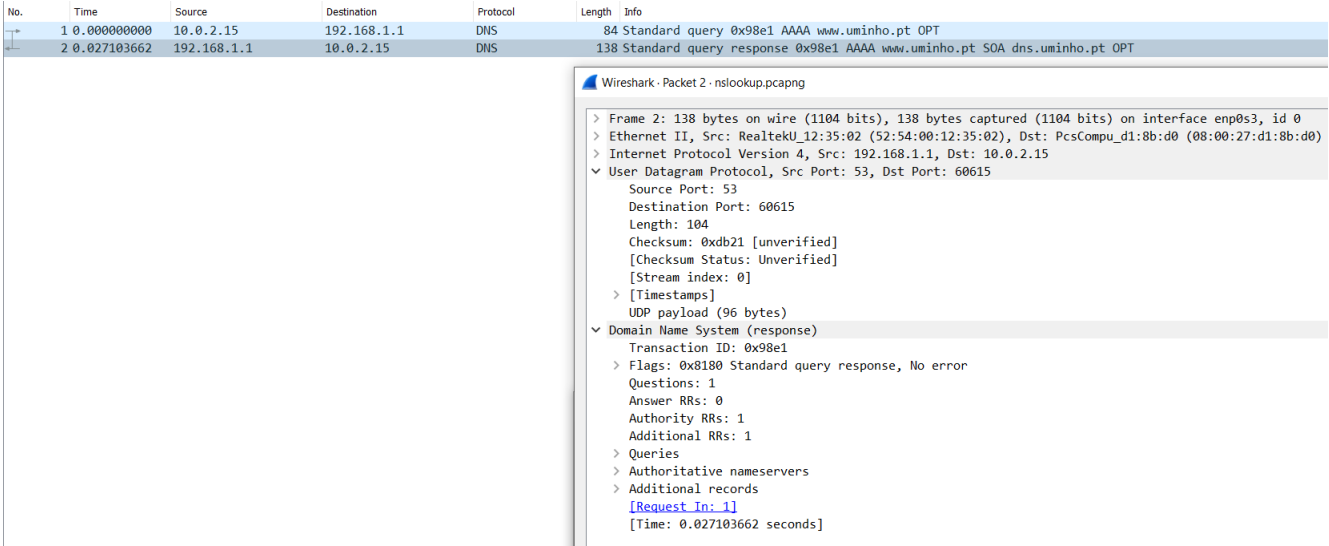 No. Time Source Destination Protocol Length Info
1 0.000000000 10.0.2.15 192.168.1.1 DNS 84 Standard query 0x98e1 AAAA www.uminho.pt OPT
2 0.027103662 192.168.1.1 10.0.2.15 DNS 138 Standard query response 0x98e1 AAAA www.uminho.pt SOA dns.uminho.pt OPT
Wireshark · Packet 2 · nslookup.pcapng
Frame 2: 138 bytes on wire (1104 bits), 138 bytes captured (1104 bits) on interface enp0s3, id 0
Ethernet II, Src: RealtekU_12:35:02 (52:54:00:12:35:02), Dst: PcsCompu_d1:8b:d0 (08:00:27:d1:8b:d0)
Internet Protocol Version 4, Src: 192.168.1.1, Dst: 10.0.2.15
User Datagram Protocol, Src Port: 53, Dst Port: 60615
Source Port: 53
Destination Port: 60615
Length: 104
Checksum: 0xdb21 [unverified]
[Checksum Status: Unverified]
[Stream index: 0]
[Timestamps]
UDP payload (96 bytes)
Domain Name System (response)
Transaction ID: 0x98e1
Flags: 0x8180 Standard query response, No error
Questions: 1
Answer RRs: 0
Authority RRs: 1
Additional RRs: 1
Queries
Authoritative nameservers
Additional records
[Request In: 1]
[Time: 0.027103662 seconds]